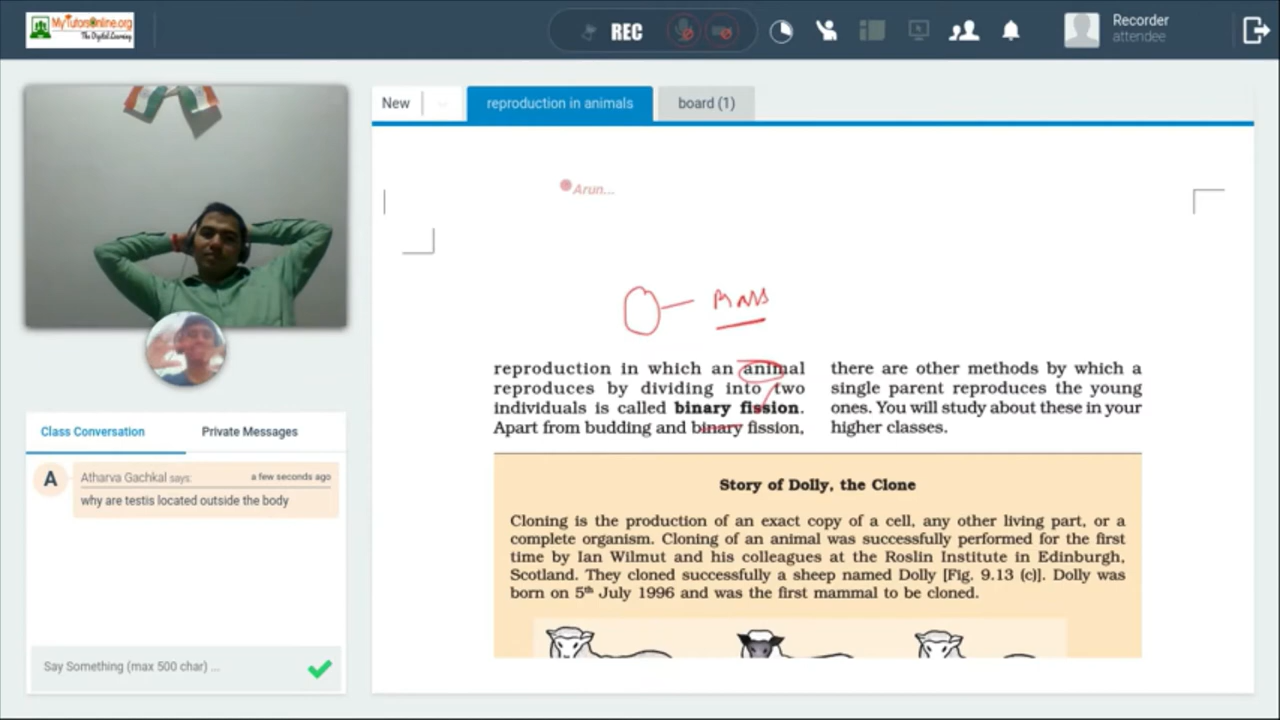 MyTutorsOnline.org
The Digital Learning
REC
Recorder
attendee
New
reproduction in animals
board (1)
Arun...
reproduction in which an animal
reproduces by dividing into two
individuals is called binary fission.
Apart from budding and binary fission,
there are other methods by which a
single parent reproduces the young
ones. You will study about these in your
higher classes.
Class Conversation
Private Messages
A
Atharva Gachkal says:
a few seconds ago
why are testis located outside the body
Say Something (max 500 char) ...
Story of Dolly, the Clone
Cloning is the production of an exact copy of a cell, any other living part, or a
complete organism. Cloning of an animal was successfully performed for the first
time by Ian Wilmut and his colleagues at the Roslin Institute in Edinburgh,
Scotland. They cloned successfully a sheep named Dolly [Fig. 9.13 (c)]. Dolly was
born on 5th July 1996 and was the first mammal to be cloned.